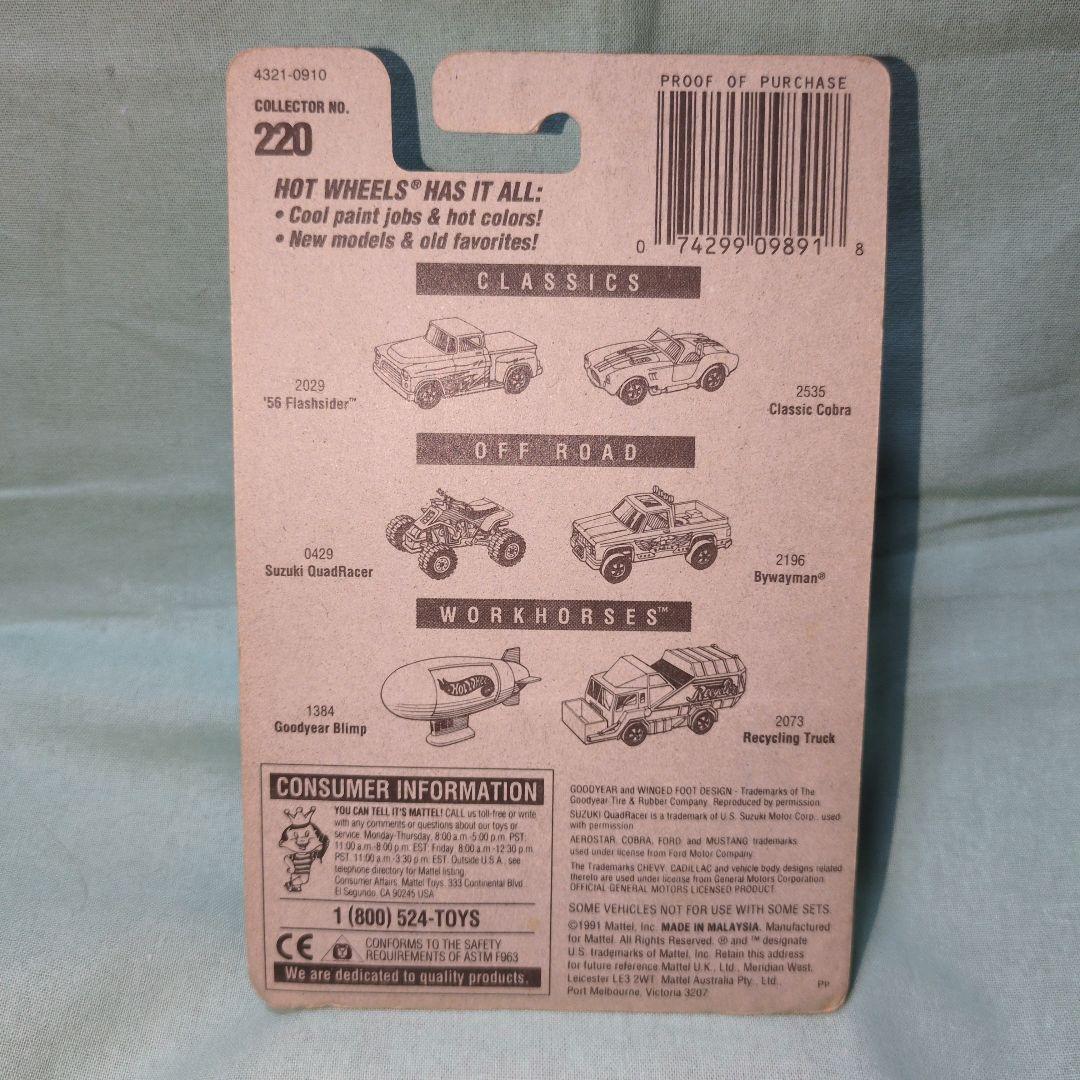 4321-0910
COLLECTOR NO.
220
PROOF OF PURCHASE
0 74299 09891 8
HOT WHEELS® HAS IT ALL:
• Cool paint jobs & hot colors!
• New models & old favorites!
CLASSICS
2029
'56 Flashsider™
2535
Classic Cobra
OFF ROAD
0429
Suzuki QuadRacer
2196
Bywayman®
WORKHORSES™
1384
Goodyear Blimp
2073
Recycling Truck
CONSUMER INFORMATION
YOU CAN TELL IT'S MATTEL! CALL us toll-free or write
with any comments or questions about our toys or
service. Monday-Thursday, 8:00 a.m.-5:00 p.m. PST:
11:00 a.m.-8:00 p.m. EST: Friday 8:00 a.m.-12:30 p.m.
PST. 11:00 a.m.-3:30 p.m. EST. Outside U.S.A., see
telephone directory for Mattel listing.
Consumer Affairs, Mattel Toys, 333 Continental Blvd.
El Segundo, CA 90245 USA
1 (800) 524-TOYS
CE
CONFORMS TO THE SAFETY
REQUIREMENTS OF ASTM F963
We are dedicated to quality products.
GOODYEAR and WINGED FOOT DESIGN - Trademarks of The
Goodyear Tire & Rubber Company. Reproduced by permission.
SUZUKI QuadRacer is a trademark of U.S. Suzuki Motor Corp., used
with permission.
AEROSTAR, COBRA, FORD and MUSTANG trademarks
used under license from Ford Motor Company.
The Trademarks CHEVY, CADILLAC and vehicle body designs related
thereto are used under license from General Motors Corporation.
OFFICIAL GENERAL MOTORS LICENSED PRODUCT
SOME VEHICLES NOT FOR USE WITH SOME SETS.
©1991 Mattel, Inc. MADE IN MALAYSIA. Manufactured
for Mattel. All Rights Reserved. ® and ™ designate
U.S. trademarks of Mattel, Inc. Retain this address
for future reference: Mattel U.K., Ltd., Meridian West,
Leicester LE3 2WT. Mattel Australia Pty., Ltd.,
Port Melbourne, Victoria 3207.
PP